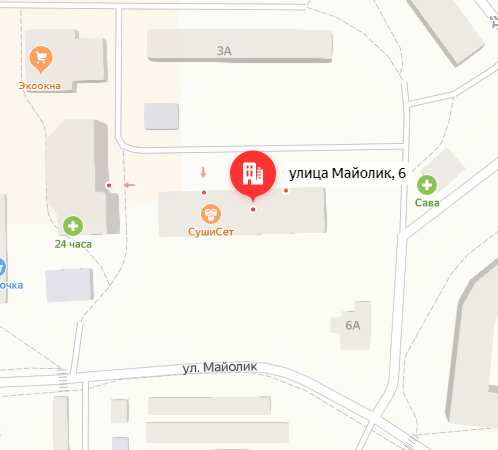 3А
Экоокна
улица Майолик, 6
Сава
СушиСет
24 часа
очка
6А
ул. Майолик